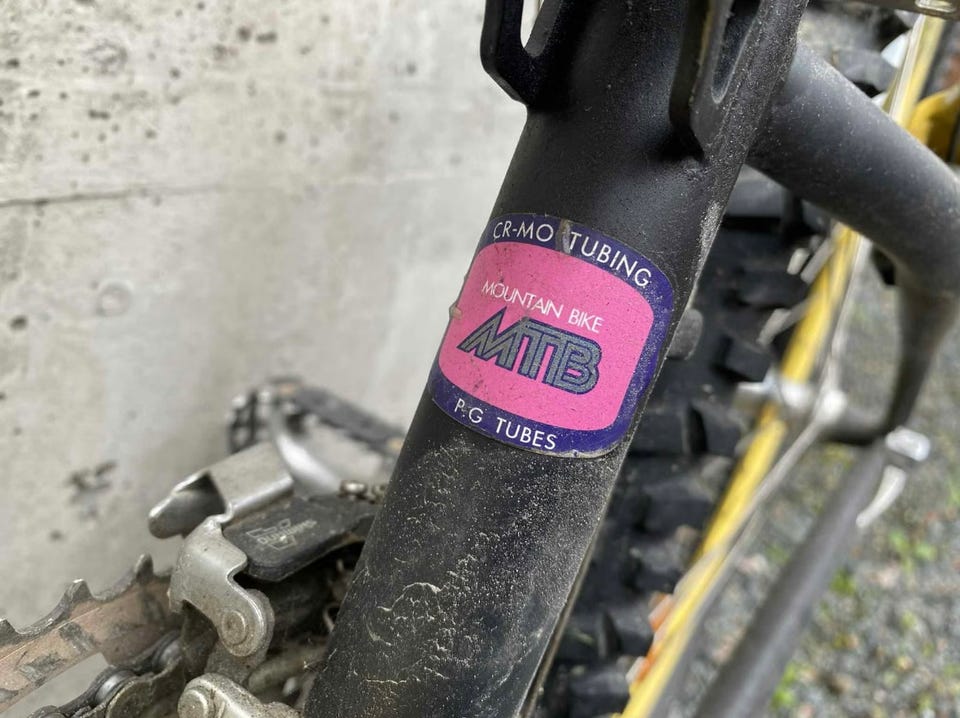 CR-MO TUBING
MOUNTAIN BIKE
MTB
P.G TUBES